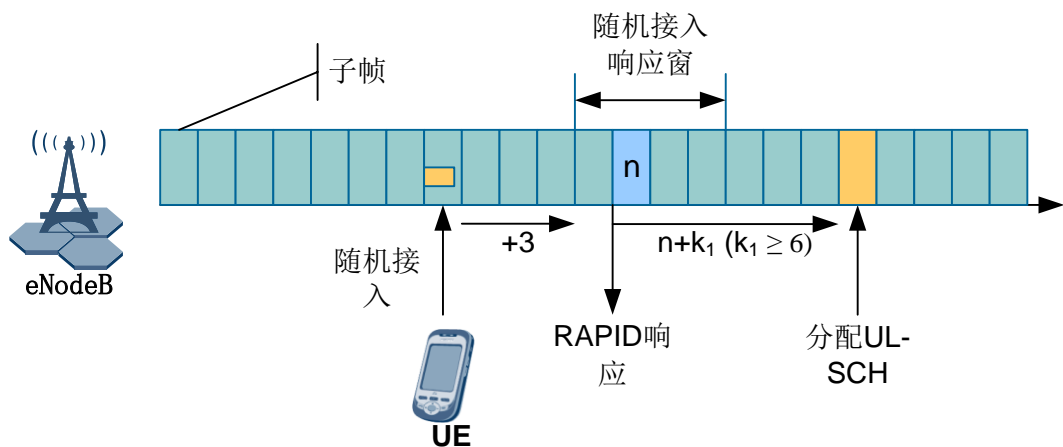 随机接入
响应窗
子帧
n
+3
n+k₁ (k₁ ≥ 6)
eNodeB
随机接
入
RAPID响
应
分配UL-
SCH
UE